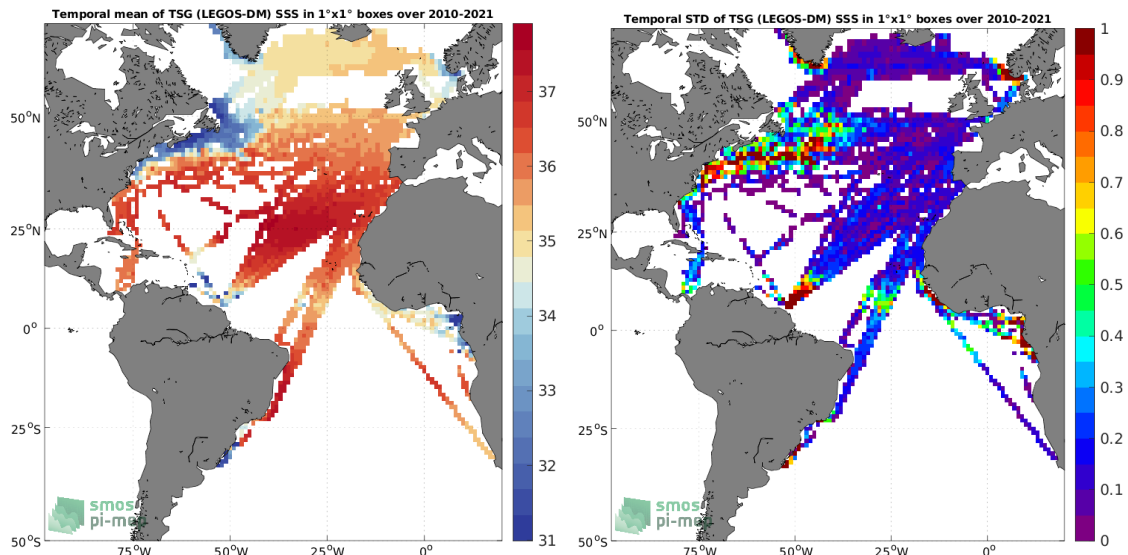 Temporal mean of TSG (LEGOS-DM) SSS in 1°x1° boxes over 2010-2021
50°N
25°N
0°
25°S
50°S
75°W
50°W
25°W
0°
37
36
35
34
33
32
31
smos
pi-mep
Temporal STD of TSG (LEGOS-DM) SSS in 1°x1° boxes over 2010-2021
50°N
25°N
0°
25°S
50°S
75°W
50°W
25°W
0°
1
0.9
0.8
0.7
0.6
0.5
0.4
0.3
0.2
0.1
0
smos
pi-mep